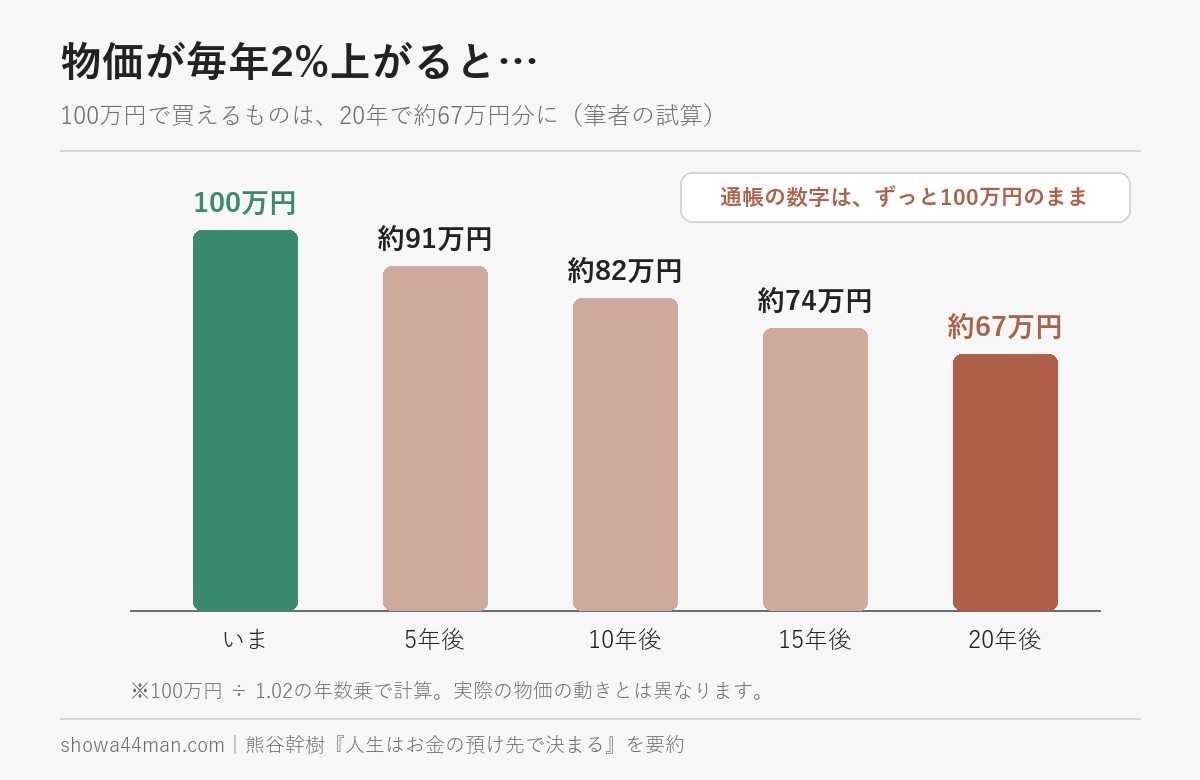 物価が毎年2%上がると…
100万円で買えるものは、20年で約67万円分に（筆者の試算）
通帳の数字は、ずっと100万円のまま
100万円
約91万円
約82万円
約74万円
約67万円
いま
5年後
10年後
15年後
20年後
※100万円 ÷ 1.02の年数乗で計算。実際の物価の動きとは異なります。
showa44man.com｜熊谷幹樹『人生はお金の預け先で決まる』を要約